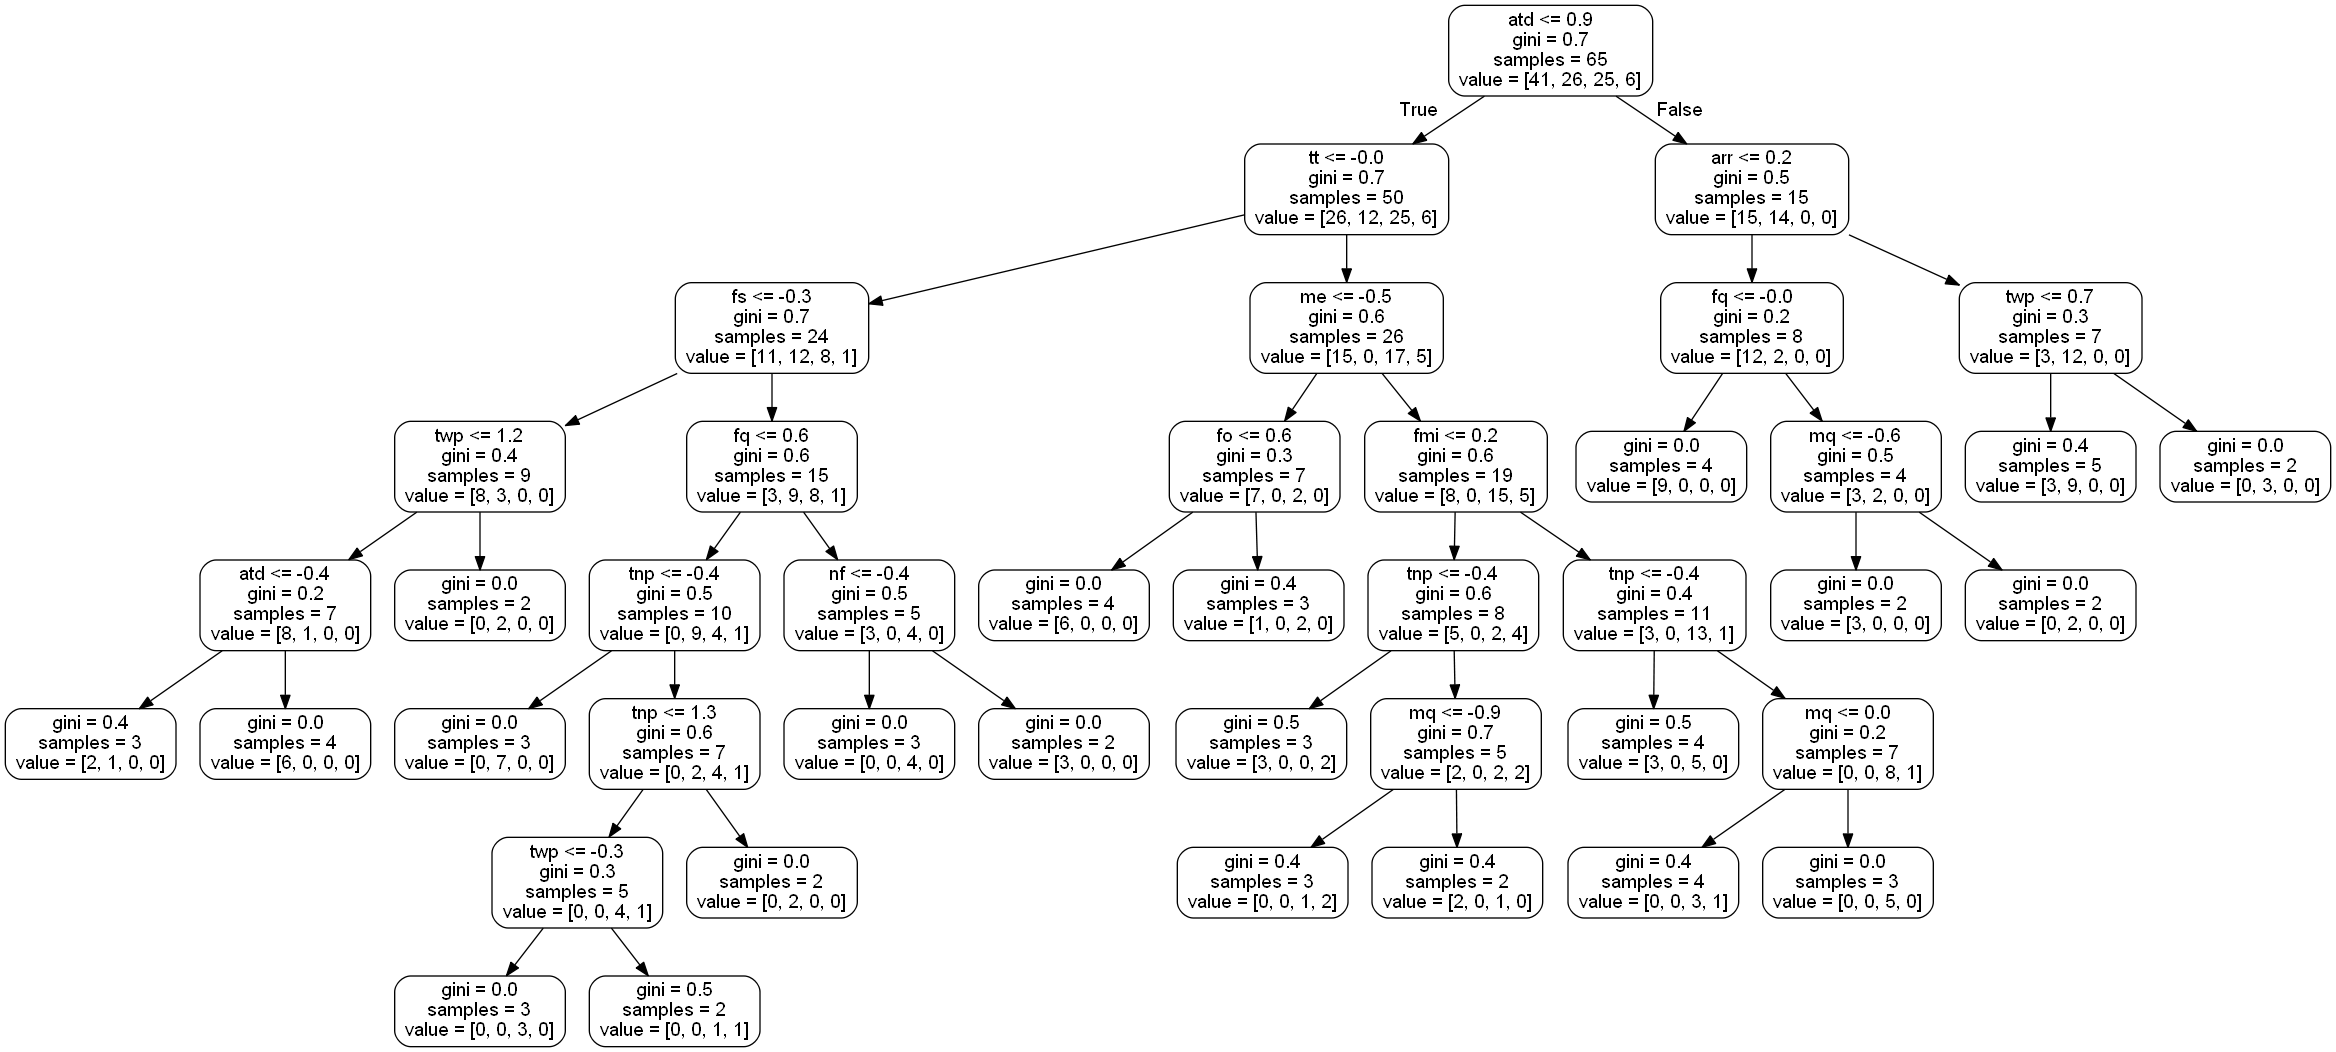 atd <= 0.9
gini = 0.7
samples = 65
value = [41, 26, 25, 6]
True
False
tt <= -0.0
gini = 0.7
samples = 50
value = [26, 12, 25, 6]
arr <= 0.2
gini = 0.5
samples = 15
value = [15, 14, 0, 0]
fs <= -0.3
gini = 0.7
samples = 24
value = [11, 12, 8, 1]
me <= -0.5
gini = 0.6
samples = 26
value = [15, 0, 17, 5]
fq <= -0.0
gini = 0.2
samples = 8
value = [12, 2, 0, 0]
twp <= 0.7
gini = 0.3
samples = 7
value = [3, 12, 0, 0]
twp <= 1.2
gini = 0.4
samples = 9
value = [8, 3, 0, 0]
fq <= 0.6
gini = 0.6
samples = 15
value = [3, 9, 8, 1]
fo <= 0.6
gini = 0.3
samples = 7
value = [7, 0, 2, 0]
fmi <= 0.2
gini = 0.6
samples = 19
value = [8, 0, 15, 5]
gini = 0.0
samples = 4
value = [9, 0, 0, 0]
mq <= -0.6
gini = 0.5
samples = 4
value = [3, 2, 0, 0]
gini = 0.4
samples = 5
value = [3, 9, 0, 0]
gini = 0.0
samples = 2
value = [0, 3, 0, 0]
atd <= -0.4
gini = 0.2
samples = 7
value = [8, 1, 0, 0]
gini = 0.0
samples = 2
value = [0, 2, 0, 0]
tnp <= -0.4
gini = 0.5
samples = 10
value = [0, 9, 4, 1]
nf <= -0.4
gini = 0.5
samples = 5
value = [3, 0, 4, 0]
gini = 0.0
samples = 4
value = [6, 0, 0, 0]
gini = 0.4
samples = 3
value = [1, 0, 2, 0]
tnp <= -0.4
gini = 0.6
samples = 8
value = [5, 0, 2, 4]
tnp <= -0.4
gini = 0.4
samples = 11
value = [3, 0, 13, 1]
gini = 0.0
samples = 2
value = [3, 0, 0, 0]
gini = 0.0
samples = 2
value = [0, 2, 0, 0]
gini = 0.4
samples = 3
value = [2, 1, 0, 0]
gini = 0.0
samples = 4
value = [6, 0, 0, 0]
gini = 0.0
samples = 3
value = [0, 7, 0, 0]
tnp <= 1.3
gini = 0.6
samples = 7
value = [0, 2, 4, 1]
gini = 0.0
samples = 3
value = [0, 0, 4, 0]
gini = 0.0
samples = 2
value = [3, 0, 0, 0]
gini = 0.5
samples = 3
value = [3, 0, 0, 2]
mq <= -0.9
gini = 0.7
samples = 5
value = [2, 0, 2, 2]
gini = 0.5
samples = 4
value = [3, 0, 5, 0]
mq <= 0.0
gini = 0.2
samples = 7
value = [0, 0, 8, 1]
twp <= -0.3
gini = 0.3
samples = 5
value = [0, 0, 4, 1]
gini = 0.0
samples = 2
value = [0, 2, 0, 0]
gini = 0.4
samples = 3
value = [0, 0, 1, 2]
gini = 0.4
samples = 2
value = [2, 0, 1, 0]
gini = 0.4
samples = 4
value = [0, 0, 3, 1]
gini = 0.0
samples = 3
value = [0, 0, 5, 0]
gini = 0.0
samples = 3
value = [0, 0, 3, 0]
gini = 0.5
samples = 2
value = [0, 0, 1, 1]